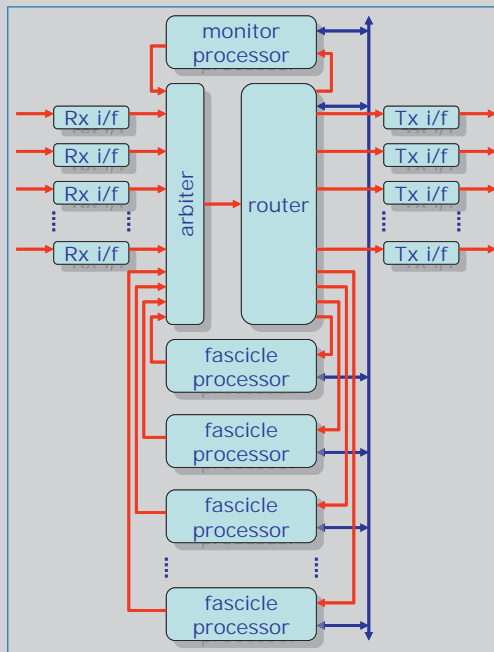 monitor
processor
Rx i/f
Tx i/f
Rx i/f
Tx i/f
Rx i/f
Tx i/f
arbiter
router
Rx i/f
Tx i/f
fascicle
processor
fascicle
processor
fascicle
processor
fascicle
processor